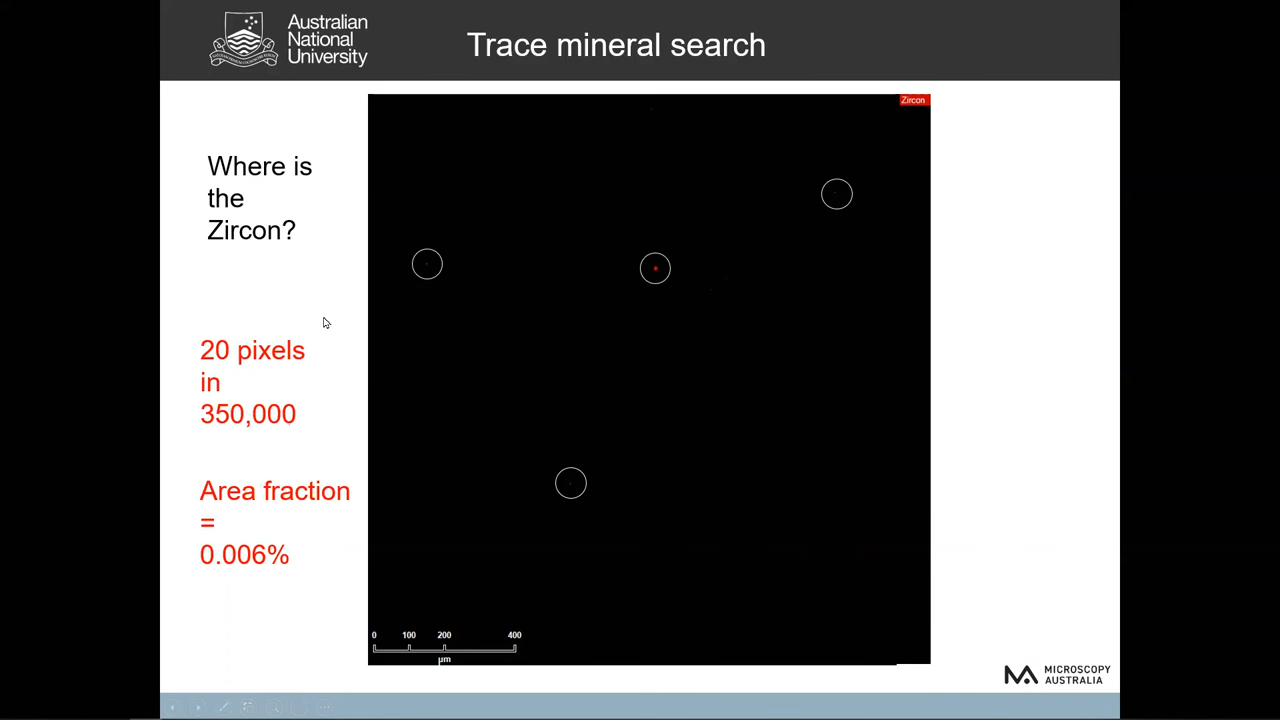 Australian
National
University
Trace mineral search
Zircon
Where is
the
Zircon?
20 pixels
in
350,000
Area fraction
=
0.006%
0 100 200 400
µm
MICROSCOPY
AUSTRALIA